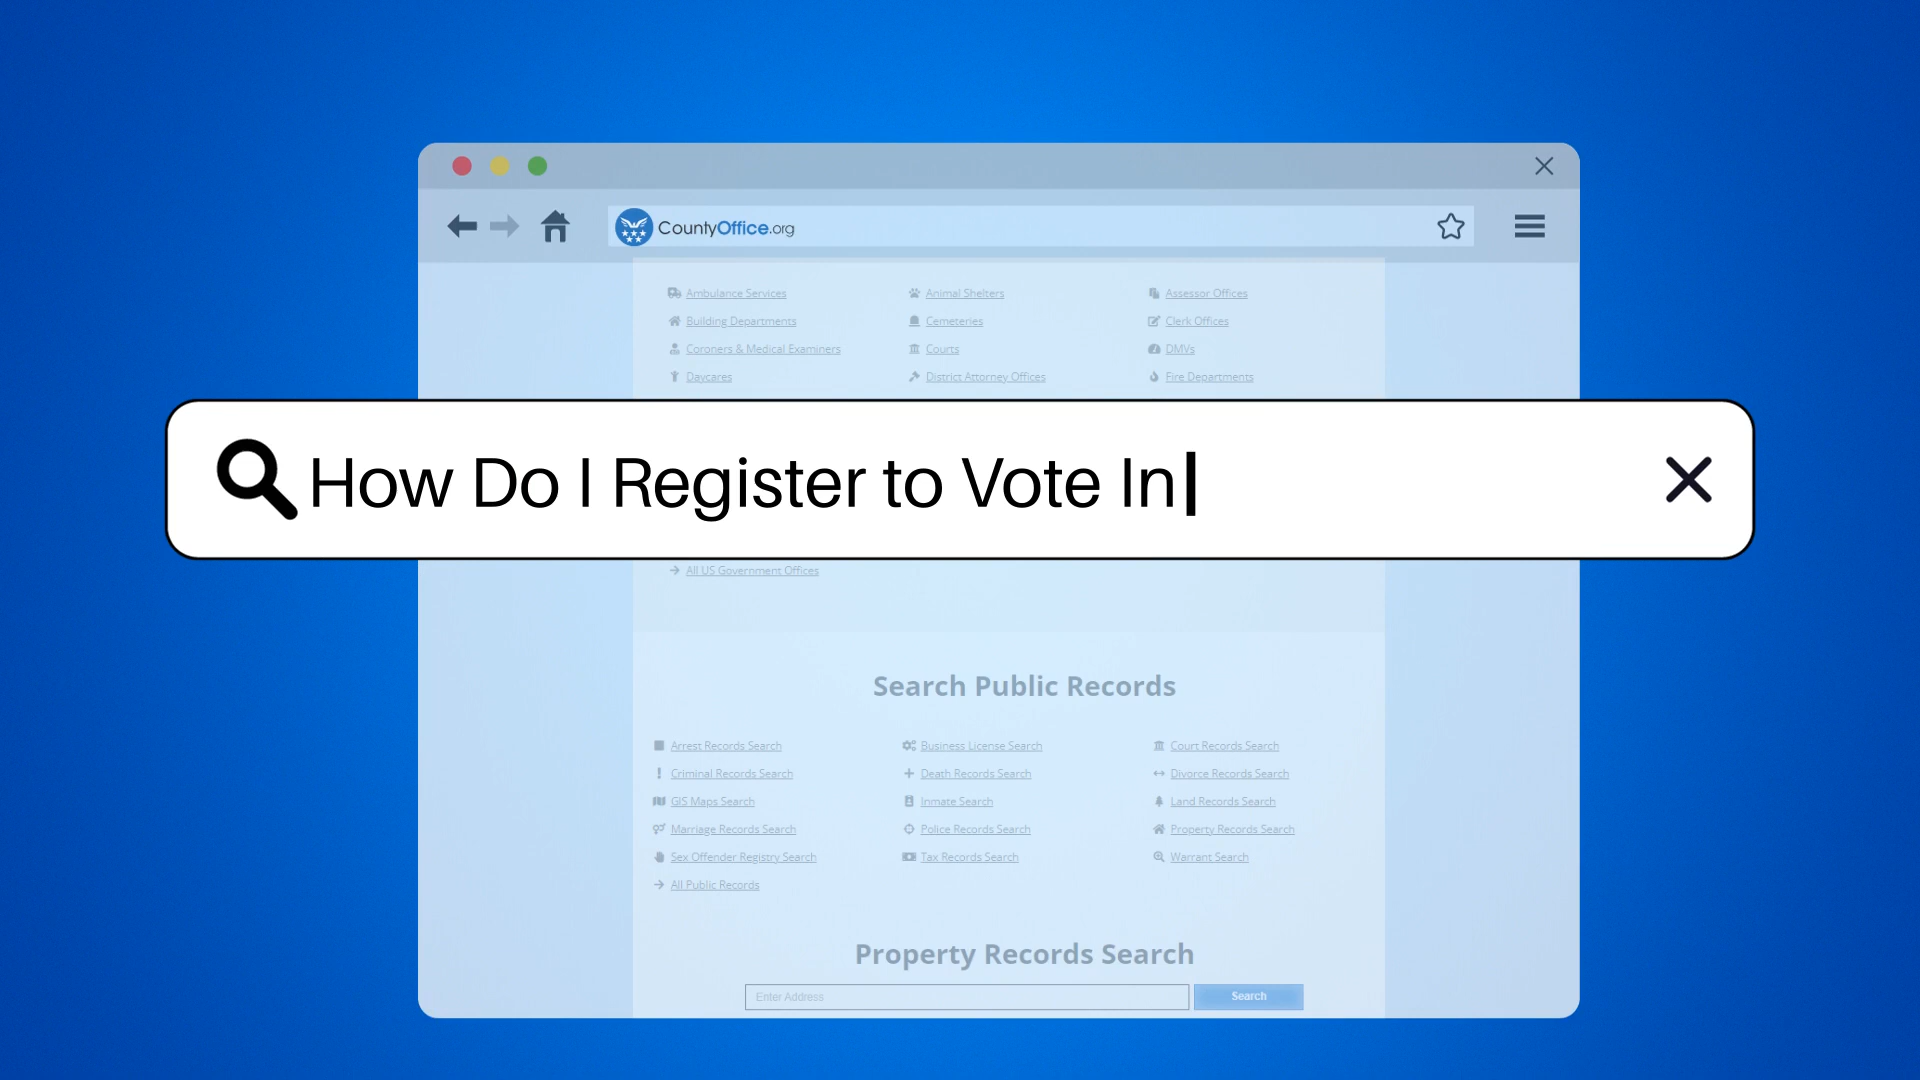 CountyOffice.org
Ambulance Services Animal Shelters Assessor Offices
Building Departments Cemeteries Clerk Offices
Coroners & Medical Examiners Courts DMVs
Daycares District Attorney Offices Fire Departments
How Do I Register to Vote In
All US Government Offices
Search Public Records
Arrest Records Search Business License Search Court Records Search
Criminal Records Search Death Records Search Divorce Records Search
GIS Maps Search Inmate Search Land Records Search
Marriage Records Search Police Records Search Property Records Search
Sex Offender Registry Search Tax Records Search Warrant Search
All Public Records
Property Records Search
Enter Address Search